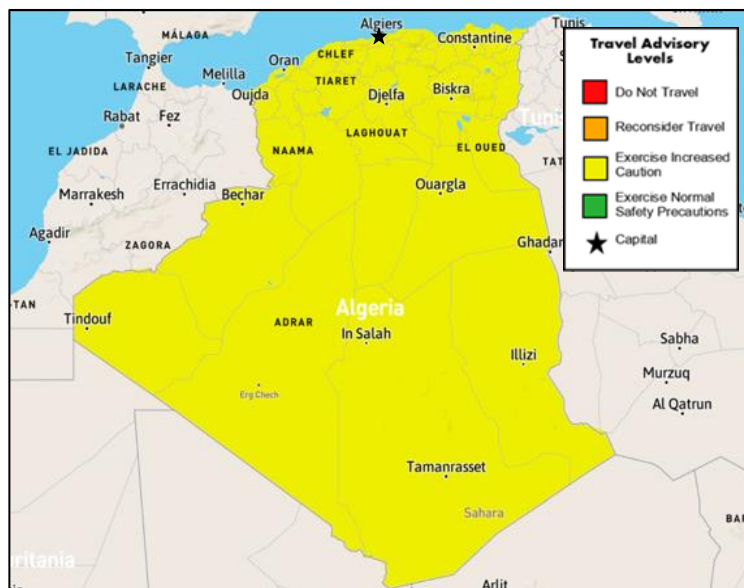 MÁLAGA
Algiers
Tunis
Tangier
Constantine
Oran
CHLEF
Melilla
TIARET
LARACHE
Oujda
Djelfa
Biskra
Rabat
Fez
LAGHOUAT
EL JADIDA
NAAMA
EL OUED
Marrakesh
Errachidia
Bechar
Ouargla
Agadir
ZAGORA
Ghadam
Algeria
Tindouf
ADRAR
In Salah
Sabha
Illizi
Murzuq
Erg Chech
Al Qatrun
Tamanrasset
Sahara
Arlit
Travel Advisory
Levels
Do Not Travel
Reconsider Travel
Exercise Increased
Caution
Exercise Normal
Safety Precautions
Capital